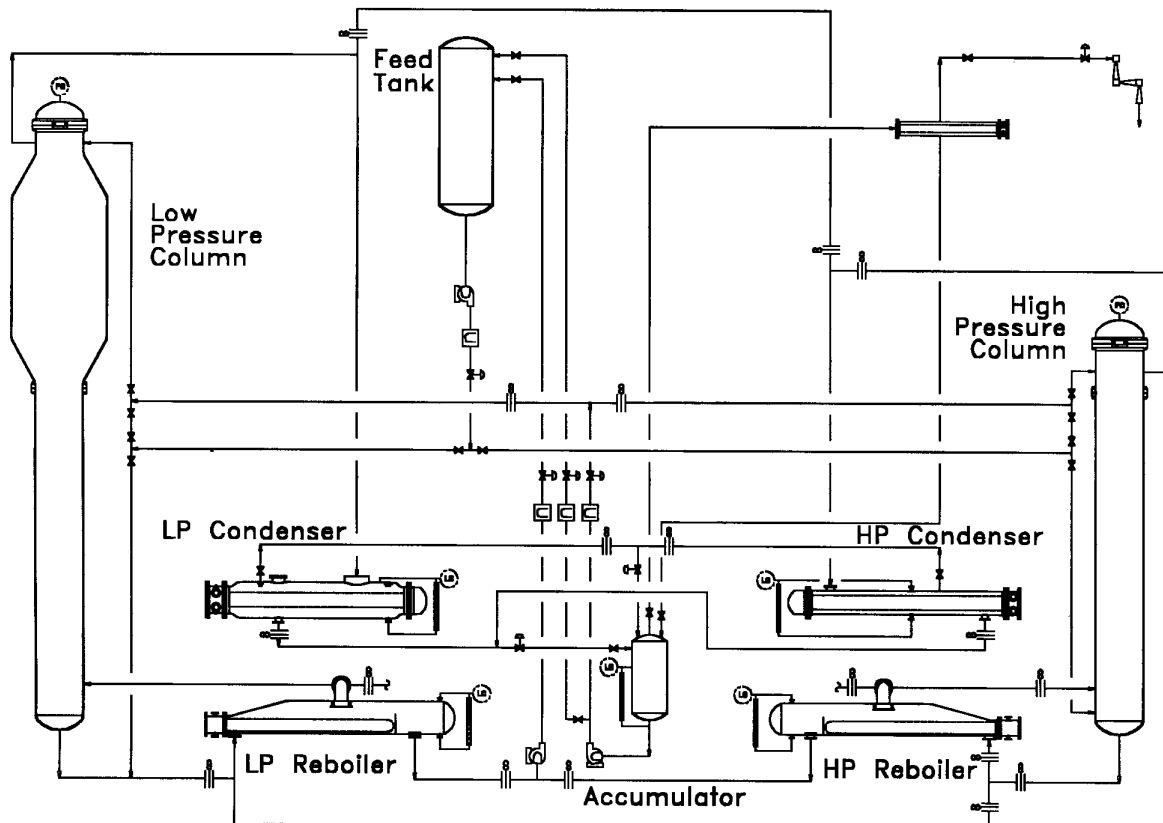 Feed
Tank
Low
Pressure
Column
High
Pressure
Column
LP Condenser
HP Condenser
LP Reboiler
HP Reboiler
Accumulator